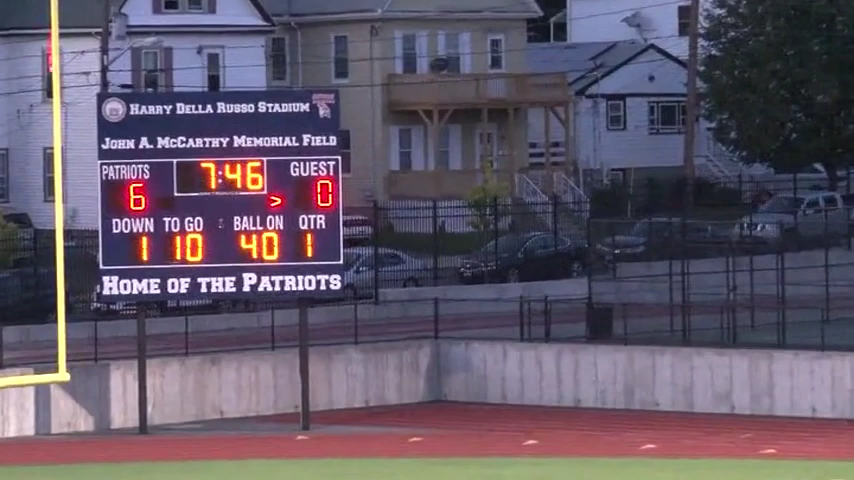 HARRY DELLA RUSSO STADIUM
JOHN A. MCCARTHY MEMORIAL FIELD
PATRIOTS 7:46 GUEST
6 > 0
DOWN TO GO BALL ON QTR
1 10 40 1
HOME OF THE PATRIOTS